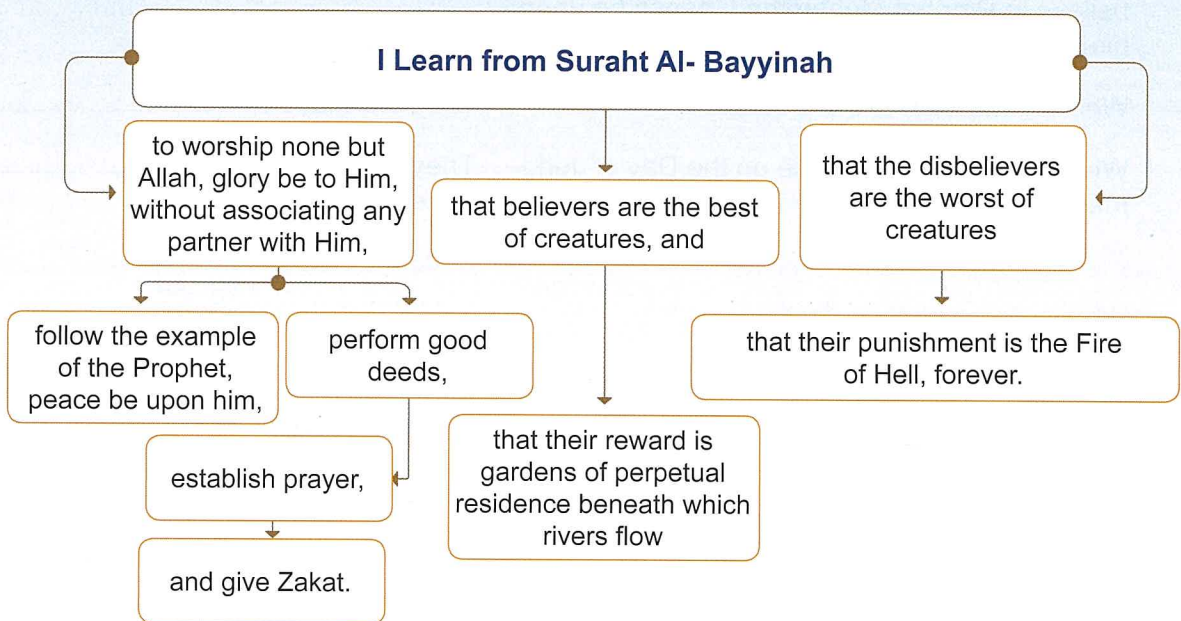 I Learn from Suraht Al- Bayyinah
to worship none but
Allah, glory be to Him,
without associating any
partner with Him,
follow the example
of the Prophet,
peace be upon him,
perform good
deeds,
establish prayer,
and give Zakat.
that believers are the best
of creatures, and
that their reward is
gardens of perpetual
residence beneath which
rivers flow
that the disbelievers
are the worst of
creatures
that their punishment is the Fire
of Hell, forever.